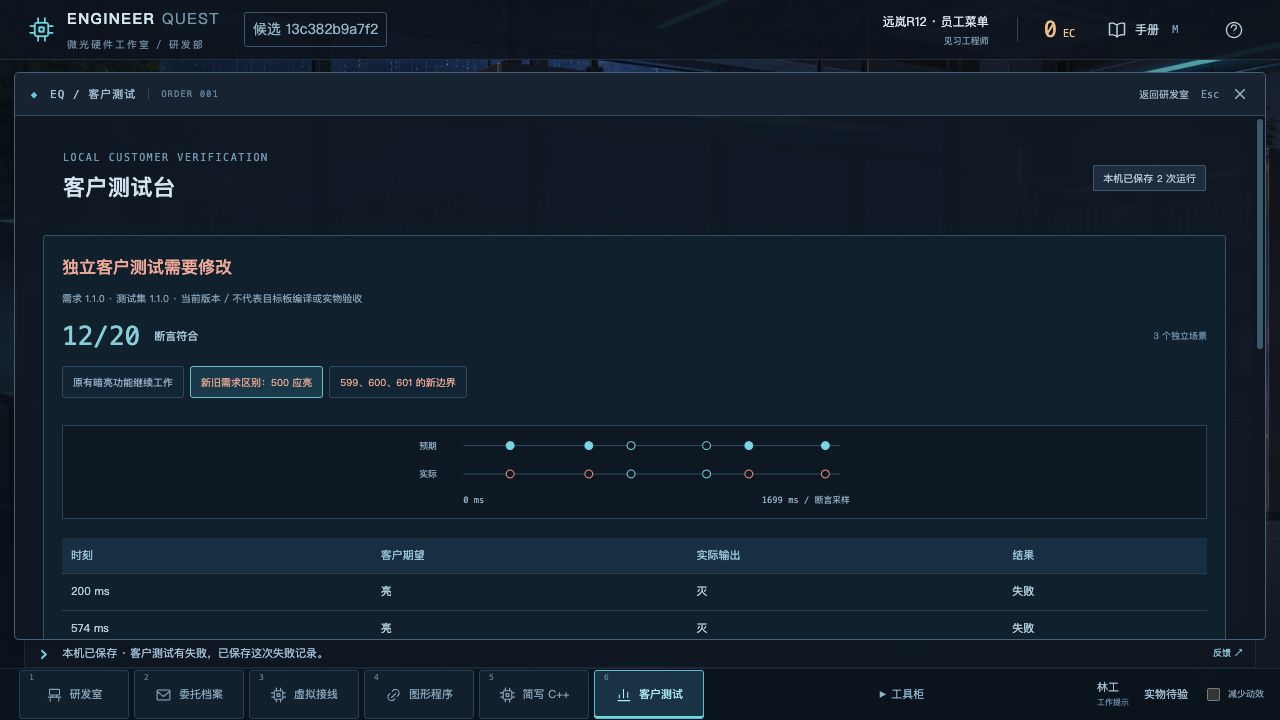 ENGINEER QUEST
微光硬件工作室 / 研发部
候选 13c382b9a7f2
远岚R12 · 员工菜单
见习工程师
0 EC
手册 M
?
EQ / 客户测试 | ORDER 001
返回研发室 Esc
LOCAL CUSTOMER VERIFICATION
客户测试台
本机已保存 2 次运行
独立客户测试需要修改
需求 1.1.0 · 测试集 1.1.0 · 当前版本 / 不代表目标板编译或实物验收
12/20 断言符合
3 个独立场景
原有暗亮功能继续工作
新旧需求区别：500 应亮
599、600、601 的新边界
预期
实际
0 ms
1699 ms / 断言采样
时刻 客户期望 实际输出 结果
200 ms 亮 灭 失败
574 ms 亮 灭 失败
本机已保存 · 客户测试有失败，已保存这次失败记录。
反馈 ↗
1 研发室
2 委托档案
3 虚拟接线
4 图形程序
5 简写 C++
6 客户测试
工具柜
林工
工作提示
实物待验
减少动效